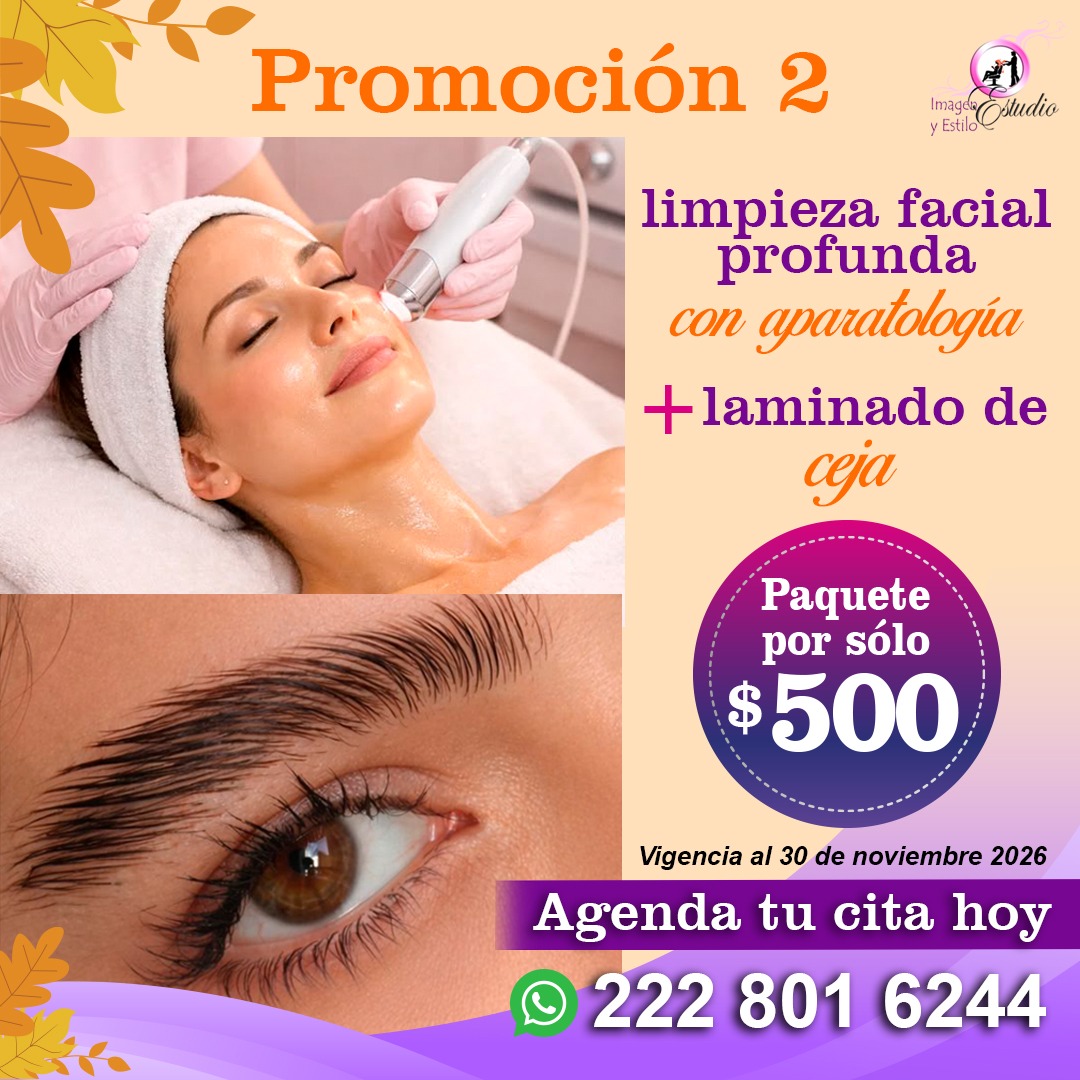 Promoción 2
Imagen
y Estilo
Estudio
limpieza facial
profunda
con aparatología
+ laminado de
ceja
Paquete
por sólo
$500
Vigencia al 30 de noviembre 2026
Agenda tu cita hoy
222 801 6244